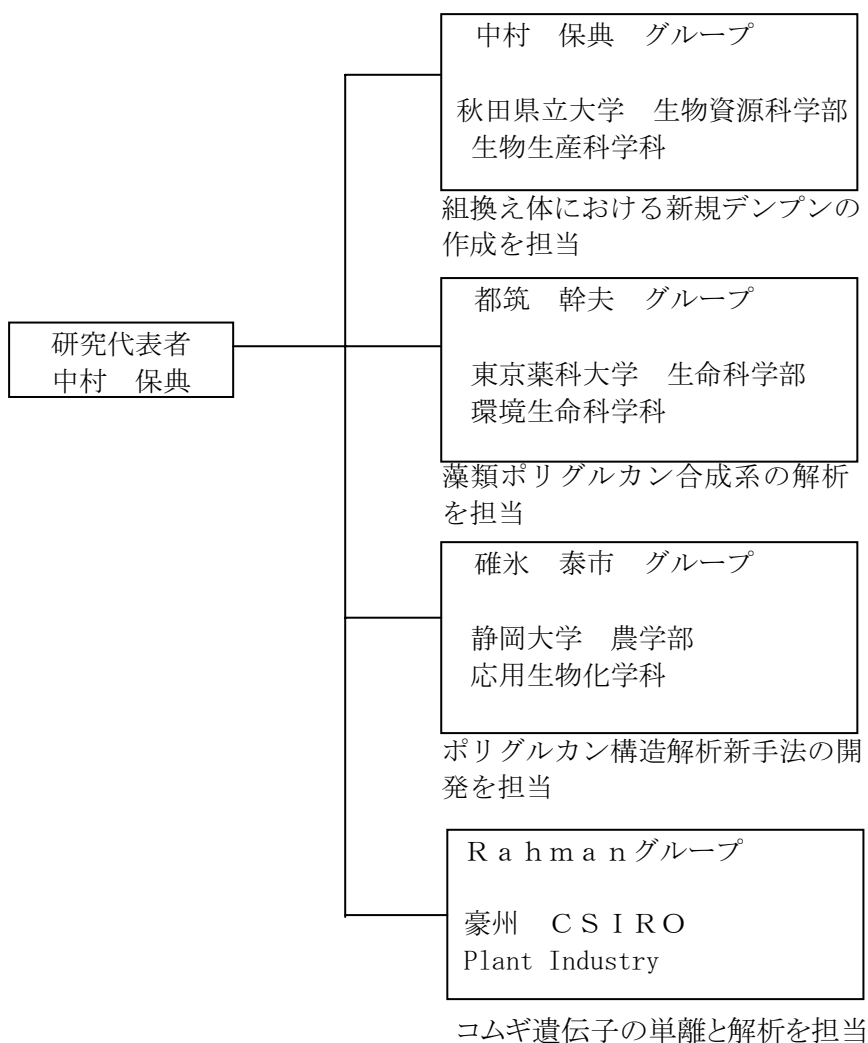 中村　保典　グループ
秋田県立大学　生物資源科学部
生物生産科学科
組換え体における新規デンプンの
作成を担当
都筑　幹夫　グループ
研究代表者
中村　保典
東京薬科大学　生命科学部
環境生命科学科
藻類ポリグルカン合成系の解析
を担当
碓氷　泰市　グループ
静岡大学　農学部
応用生物化学科
ポリグルカン構造解析新手法の開
発を担当
Ｒａｈｍａｎグループ
豪州　ＣＳＩＲＯ
Plant Industry
コムギ遺伝子の単離と解析を担当